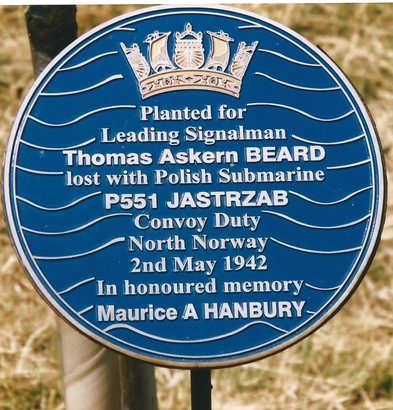 Planted for
Leading Signalman
Thomas Askern BEARD
lost with Polish Submarine
P551 JASTRZAB
Convoy Duty
North Norway
2nd May 1942
In honoured memory
Maurice A HANBURY